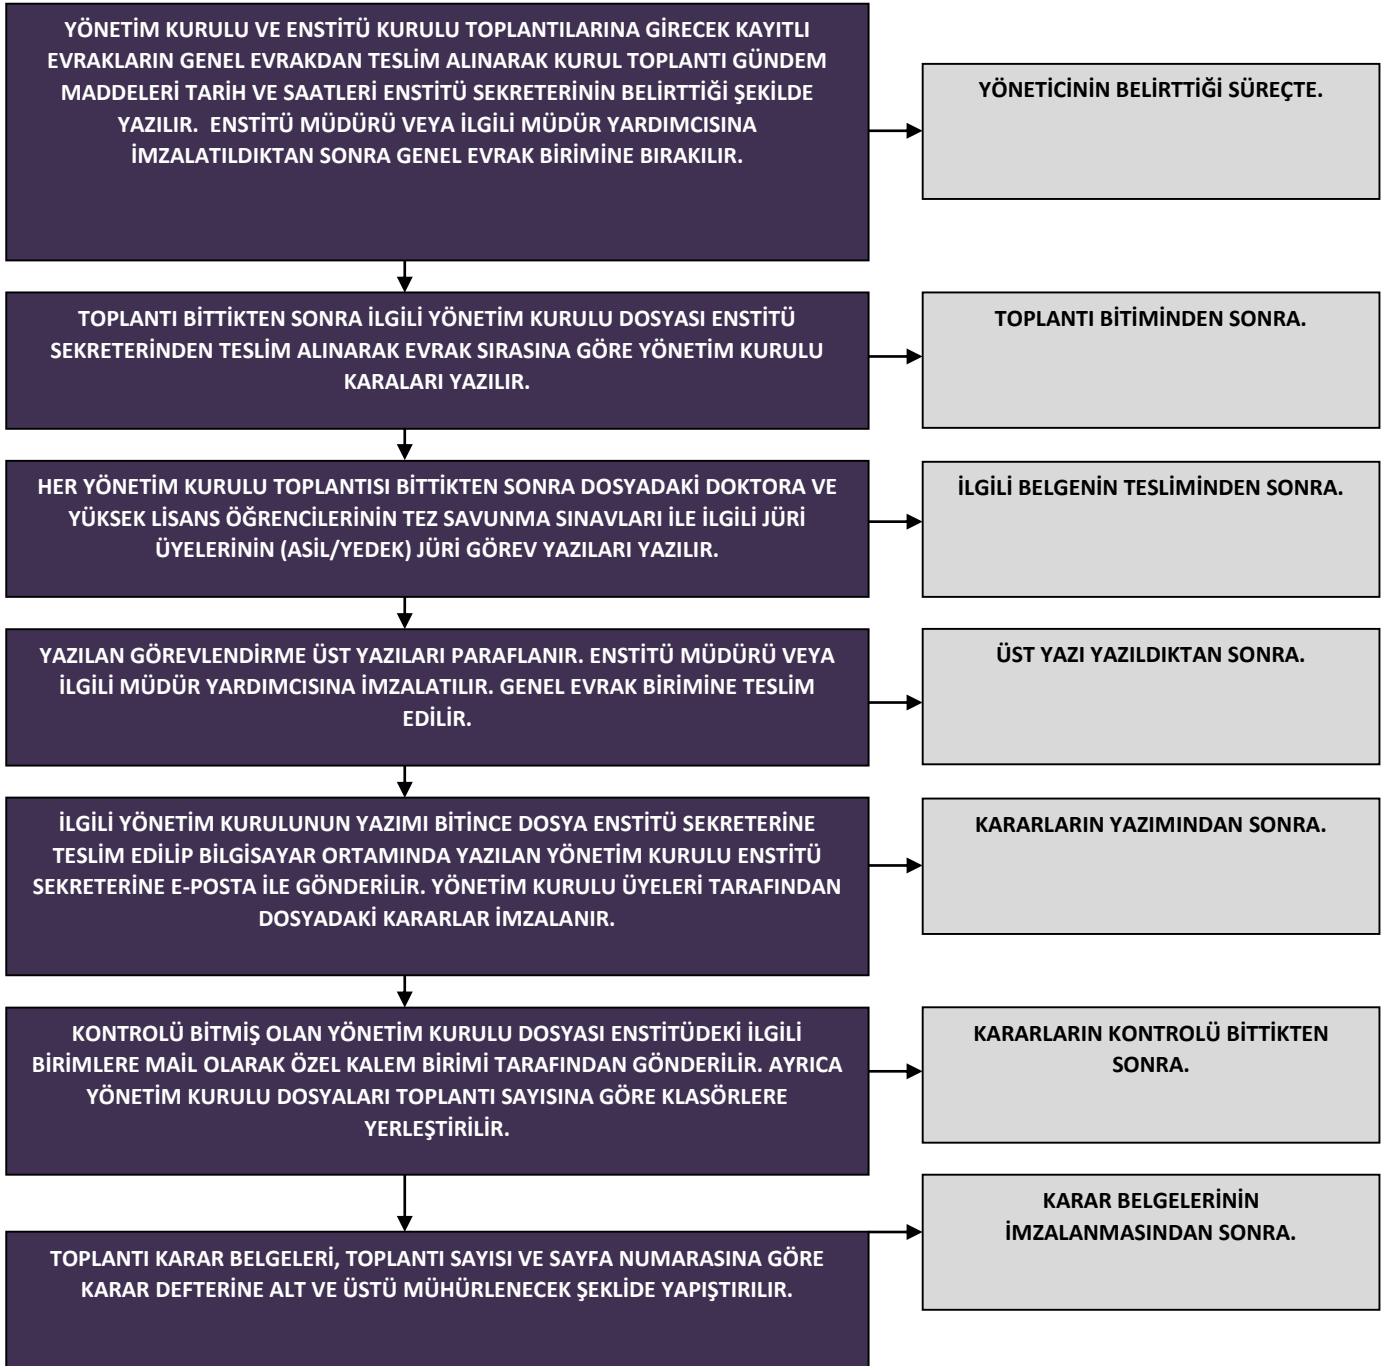 YÖNETİM KURULU VE ENSTİTÜ KURULU TOPLANTILARINA GİRECEK KAYITLI
EVRAKLARIN GENEL EVRAKDAN TESLİM ALINARAK KURUL TOPLANTI GÜNDEM
MADDELERİ TARİH VE SAATLERİ ENSTİTÜ SEKRETERİNİN BELİRTTİĞİ ŞEKİLDE
YAZILIR. ENSTİTÜ MÜDÜRÜ VEYA İLGİLİ MÜDÜR YARDIMCISINA
İMZALATILDIKTAN SONRA GENEL EVRAK BİRİMİNE BIRAKILIR.
YÖNETİCİNİN BELİRTTİĞİ SÜREÇTE.
TOPLANTI BİTTİKTEN SONRA İLGİLİ YÖNETİM KURULU DOSYASI ENSTİTÜ
SEKRETERİNDEN TESLİM ALINARAK EVRAK SIRASINA GÖRE YÖNETİM KURULU
KARALARI YAZILIR.
TOPLANTI BİTİMİNDEN SONRA.
HER YÖNETİM KURULU TOPLANTISI BİTTİKTEN SONRA DOSYADAKİ DOKTORA VE
YÜKSEK LİSANS ÖĞRENCİLERİNİN TEZ SAVUNMA SINAVLARI İLE İLGİLİ JÜRİ
ÜYELERİNİN (ASİL/YEDEK) JÜRİ GÖREV YAZILARI YAZILIR.
İLGİLİ BELGENİN TESLİMİNDEN SONRA.
YAZILAN GÖREVLENDİRME ÜST YAZILARI PARAFLANIR. ENSTİTÜ MÜDÜRÜ VEYA
İLGİLİ MÜDÜR YARDIMCISINA İMZALATILIR. GENEL EVRAK BİRİMİNE TESLİM
EDİLİR.
ÜST YAZI YAZILDIKTAN SONRA.
İLGİLİ YÖNETİM KURULUNUN YAZIMI BİTİNCE DOSYA ENSTİTÜ SEKRETERİNE
TESLİM EDİLİP BİLGİSAYAR ORTAMINDA YAZILAN YÖNETİM KURULU ENSTİTÜ
SEKRETERİNE E-POSTA İLE GÖNDERİLİR. YÖNETİM KURULU ÜYELERİ TARAFINDAN
DOSYADAKİ KARARLAR İMZALANIR.
KARARLARIN YAZIMINDAN SONRA.
KONTROLÜ BİTMİŞ OLAN YÖNETİM KURULU DOSYASI ENSTİTÜDEKİ İLGİLİ
BİRİMLERE MAİL OLARAK ÖZEL KALEM BİRİMİ TARAFINDAN GÖNDERİLİR. AYRICA
YÖNETİM KURULU DOSYALARI TOPLANTI SAYISINA GÖRE KLASÖRLERE
YERLEŞTİRİLİR.
KARARLARIN KONTROLÜ BİTTİKTEN
SONRA.
TOPLANTI KARAR BELGELERİ, TOPLANTI SAYISI VE SAYFA NUMARASINA GÖRE
KARAR DEFTERİNE ALT VE ÜSTÜ MÜHÜRLENECEK ŞEKLİDE YAPIŞTIRILIR.
KARAR BELGELERİNİN
İMZALANMASINDAN SONRA.